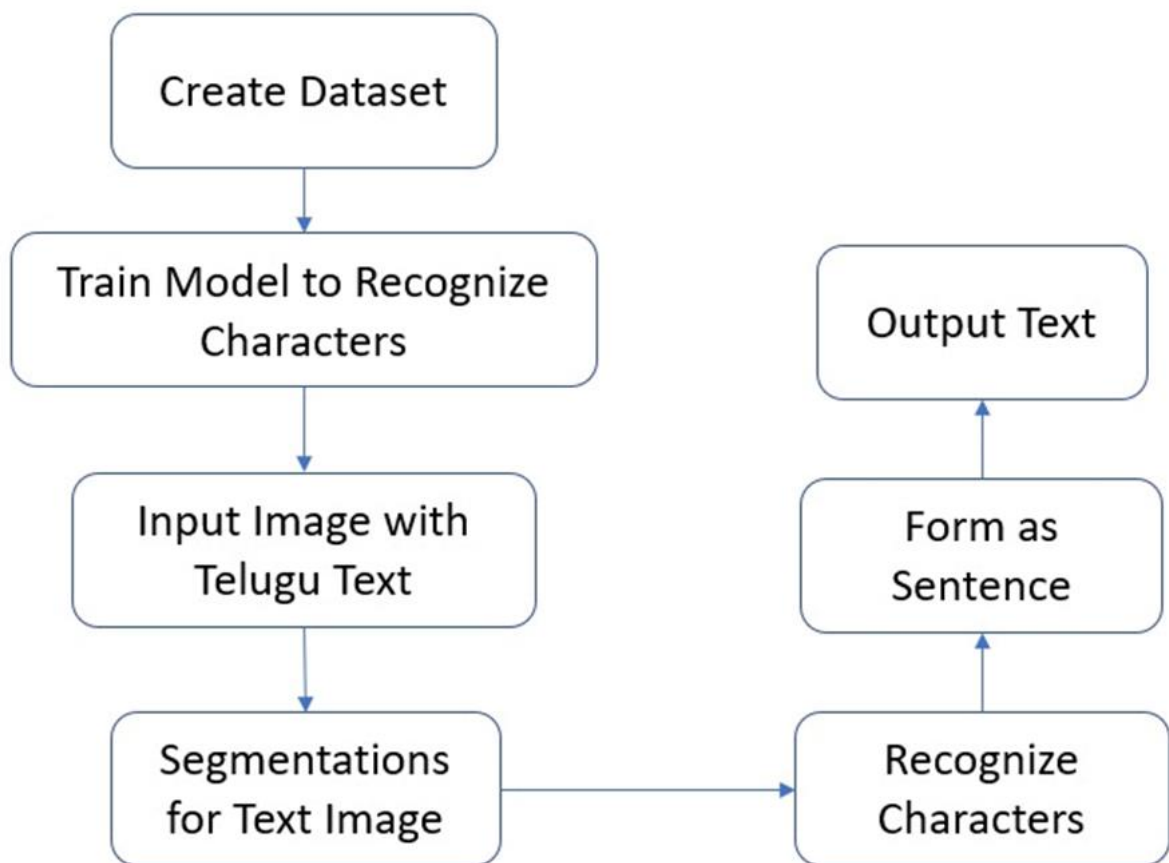 Create Dataset
Train Model to Recognize
Characters
Input Image with
Telugu Text
Segmentations
for Text Image
Recognize
Characters
Form as
Sentence
Output Text